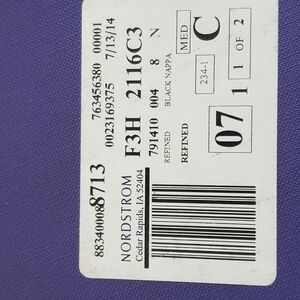 763456380 00001
0023169375 7/13/14
F3H 2116C3
791410 004 8 N
REFINED BLACK NAPPA
REFINED
MED
C
234-1
07
1
1 OF 2
883400088713
NORDSTROM
Cedar Rapids, IA 52404